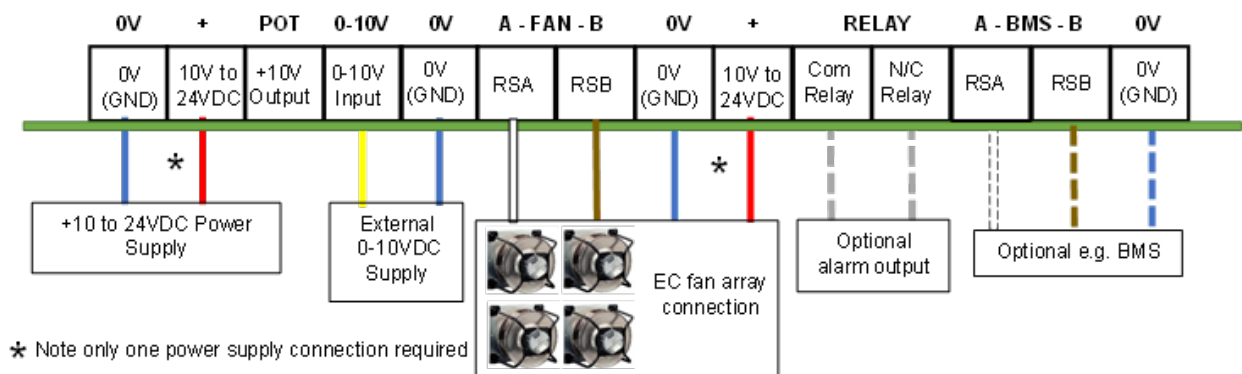 0V + POT 0-10V 0V A - FAN - B 0V + RELAY A - BMS - B 0V
0V
(GND)
10V to
24VDC
+10V
Output
0-10V
Input
0V
(GND)
RSA
RSB
0V
(GND)
10V to
24VDC
Com
Relay
N/C
Relay
RSA
RSB
0V
(GND)
*
*
+10 to 24VDC Power
Supply
External
0-10VDC
Supply
EC fan array
connection
Optional
alarm output
Optional e.g. BMS
* Note only one power supply connection required